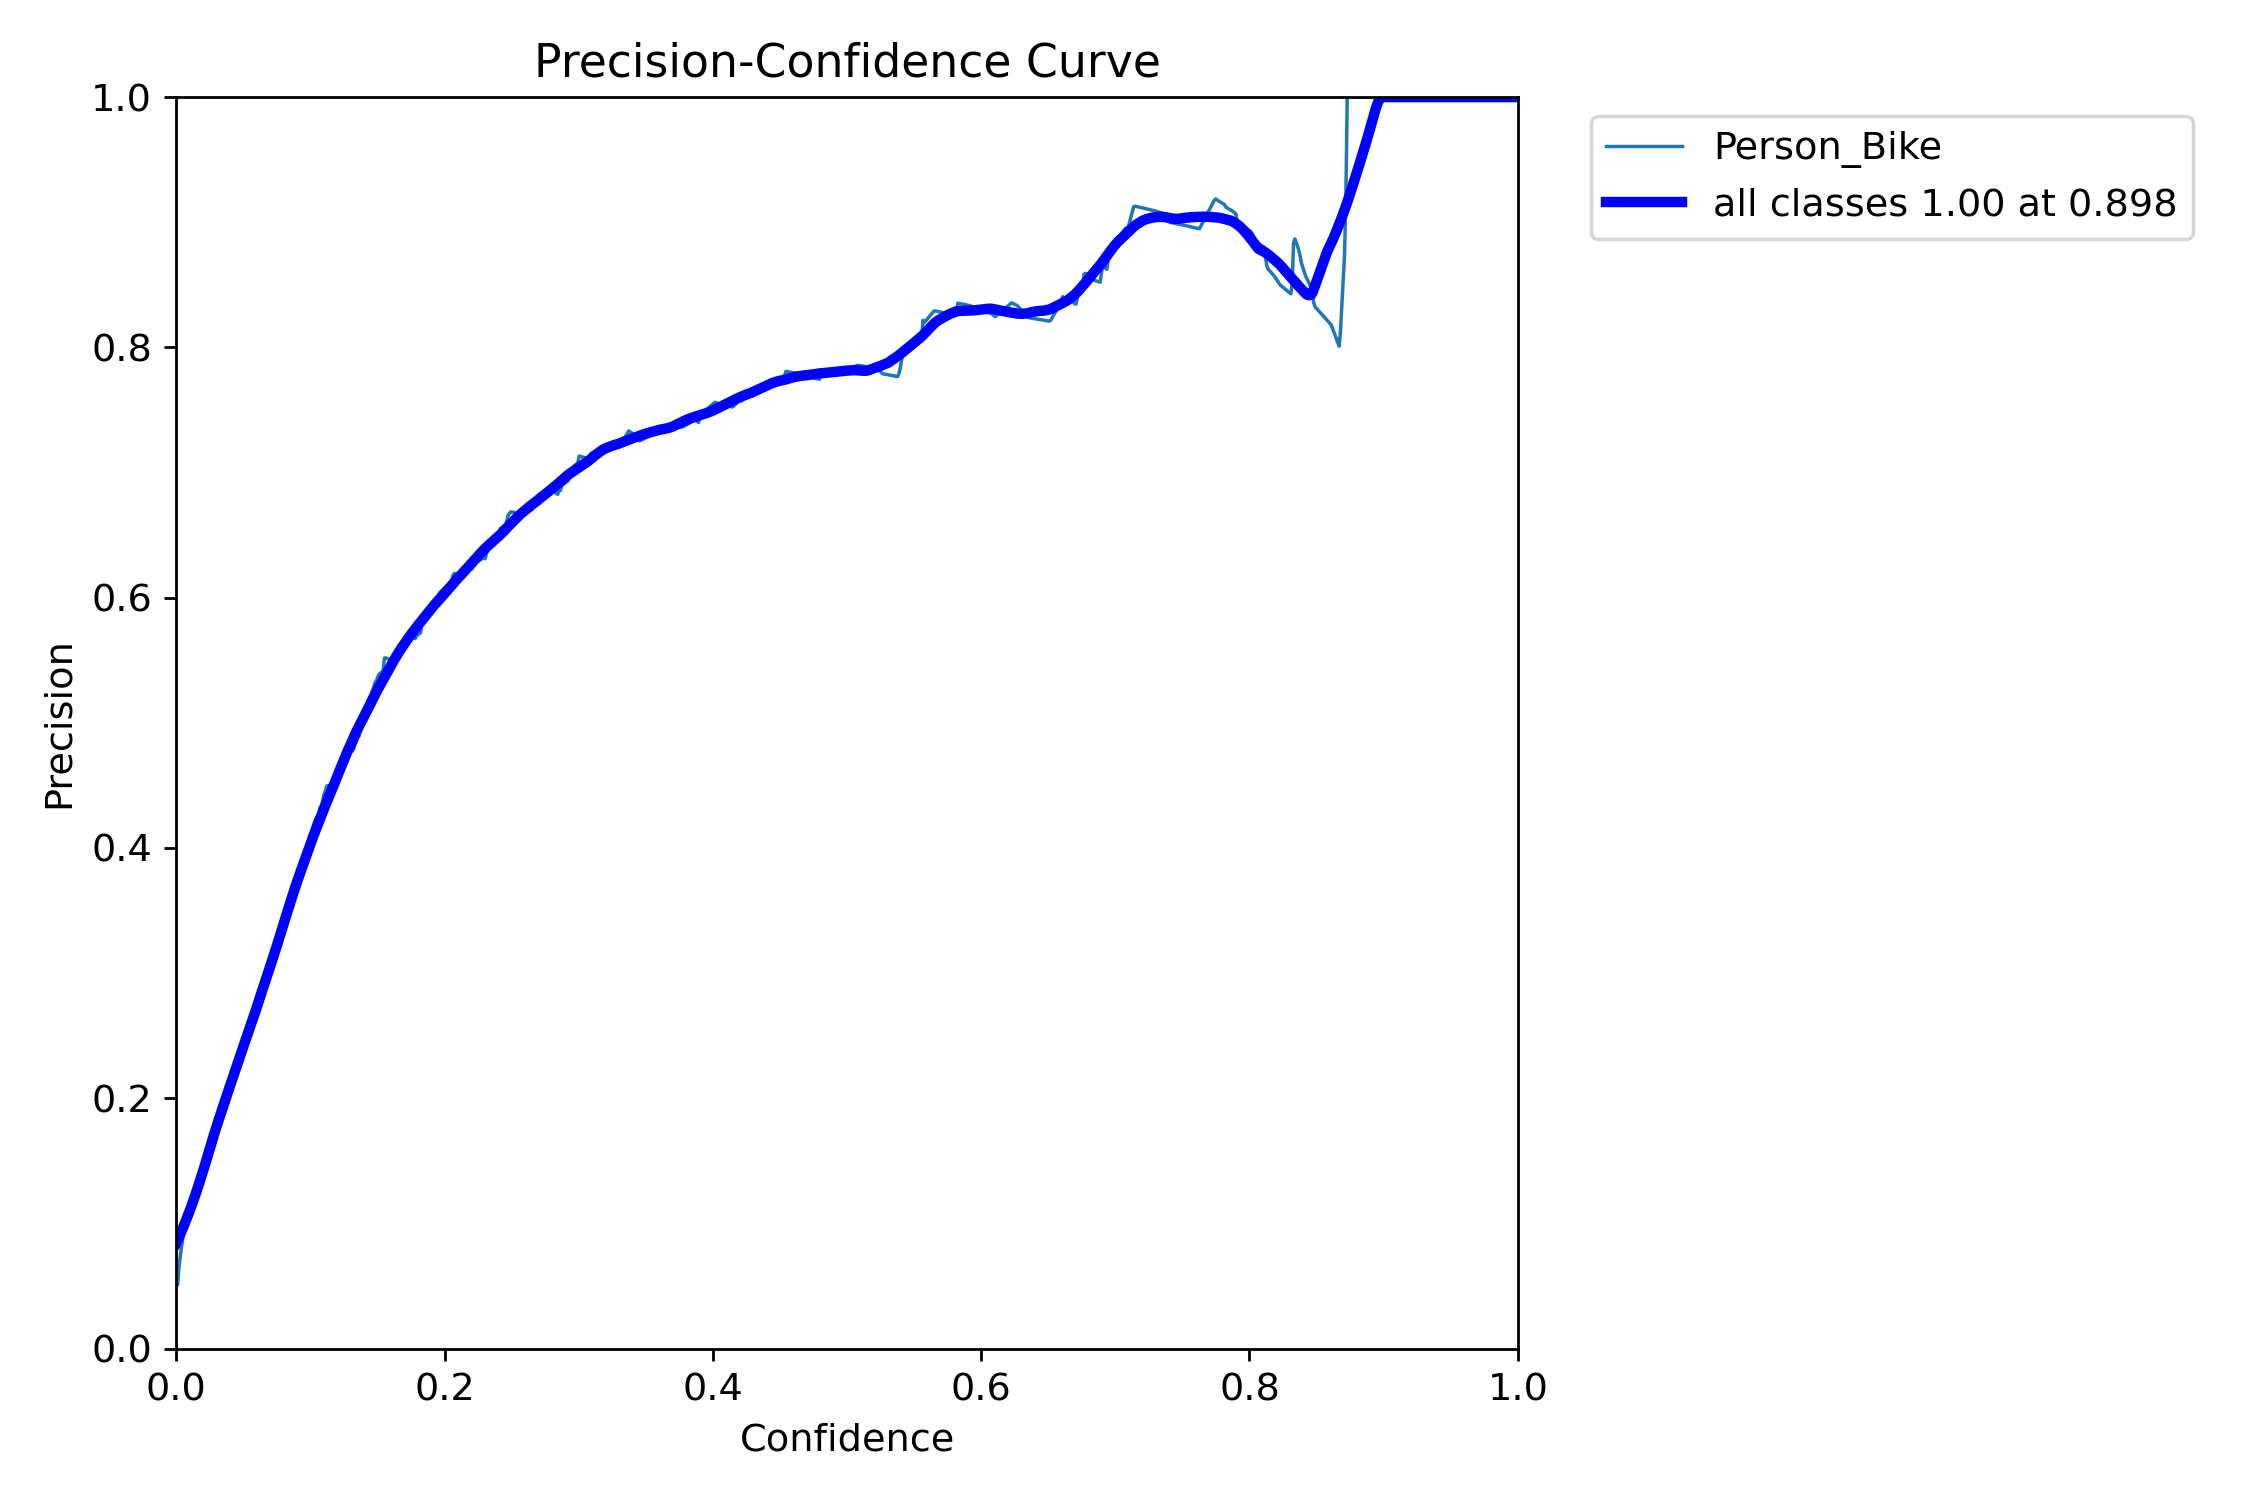 Precision-Confidence Curve
1.0
0.8
0.6
0.4
0.2
0.0
Precision
0.0 0.2 0.4 0.6 0.8 1.0
Confidence
Person_Bike
all classes 1.00 at 0.898